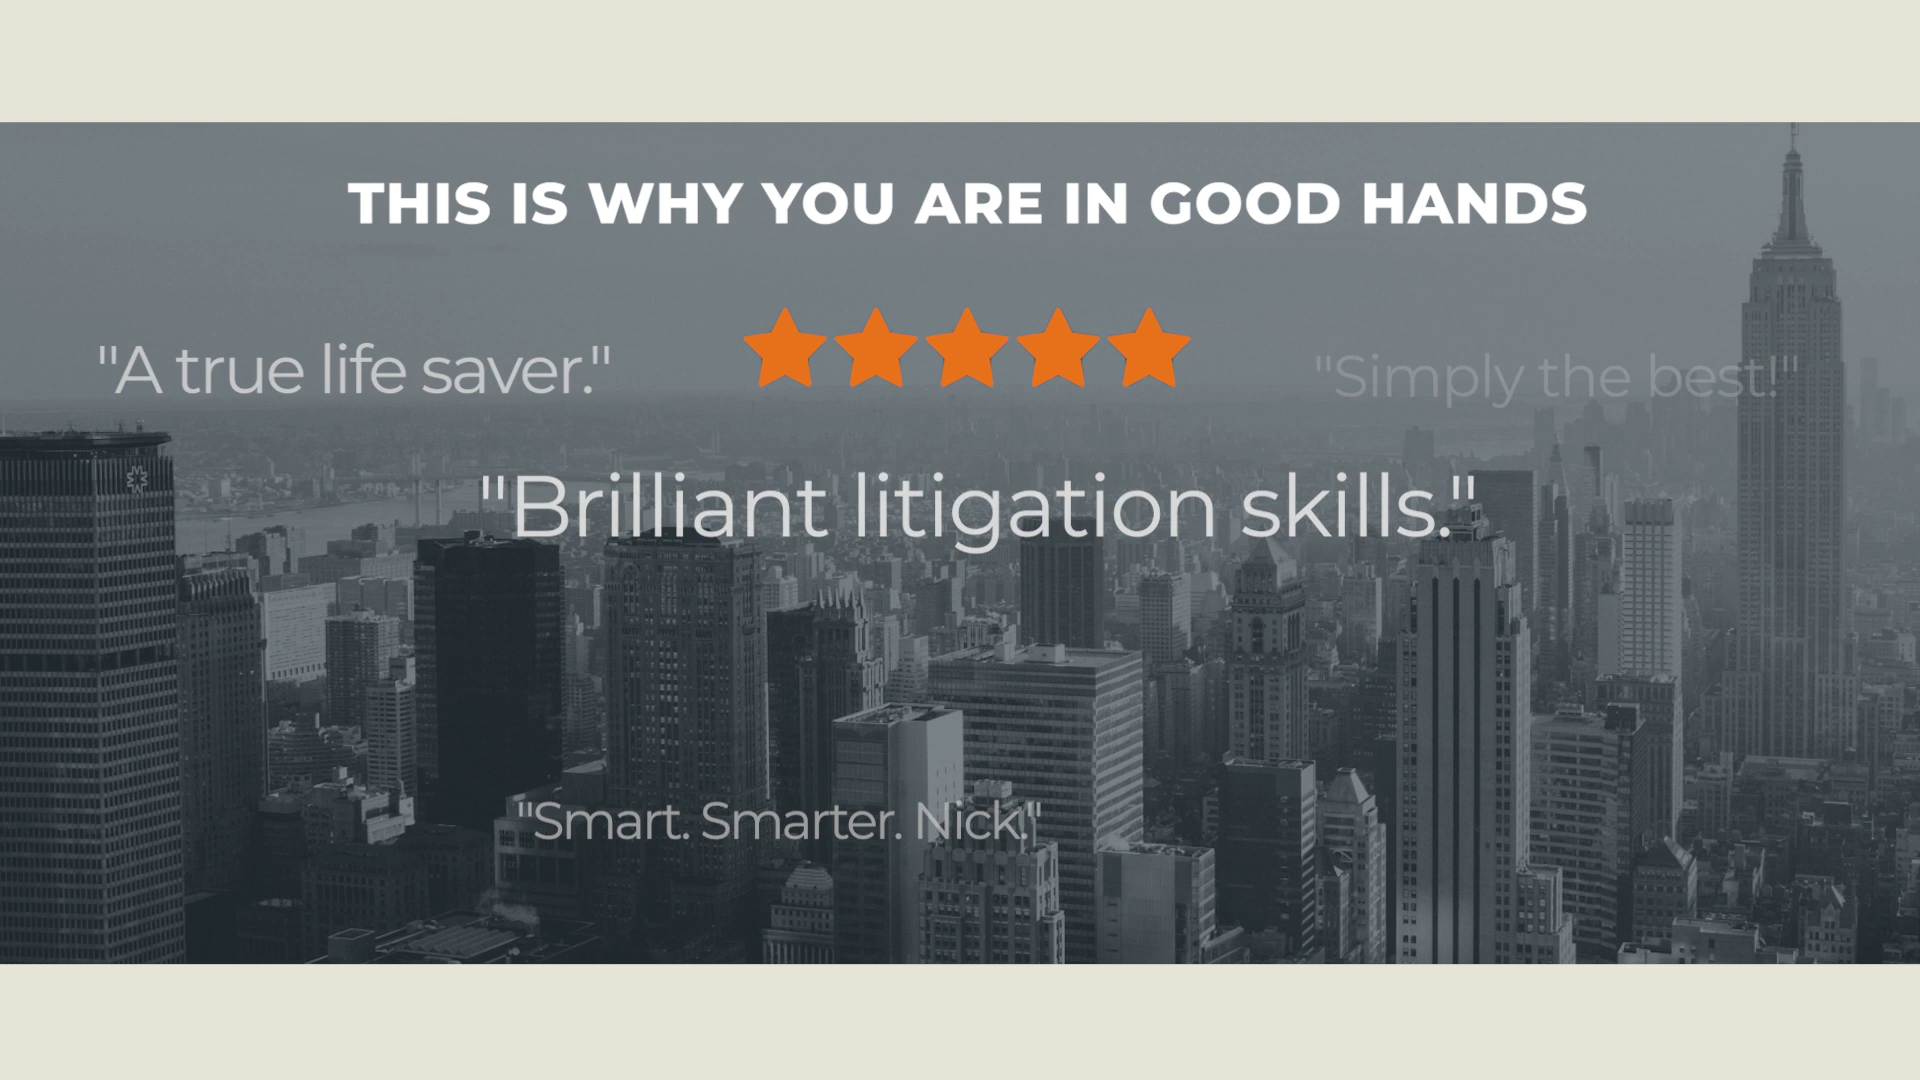 THIS IS WHY YOU ARE IN GOOD HANDS
"A true life saver."
"Simply the best!"
"Brilliant litigation skills."
"Smart. Smarter. Nick."